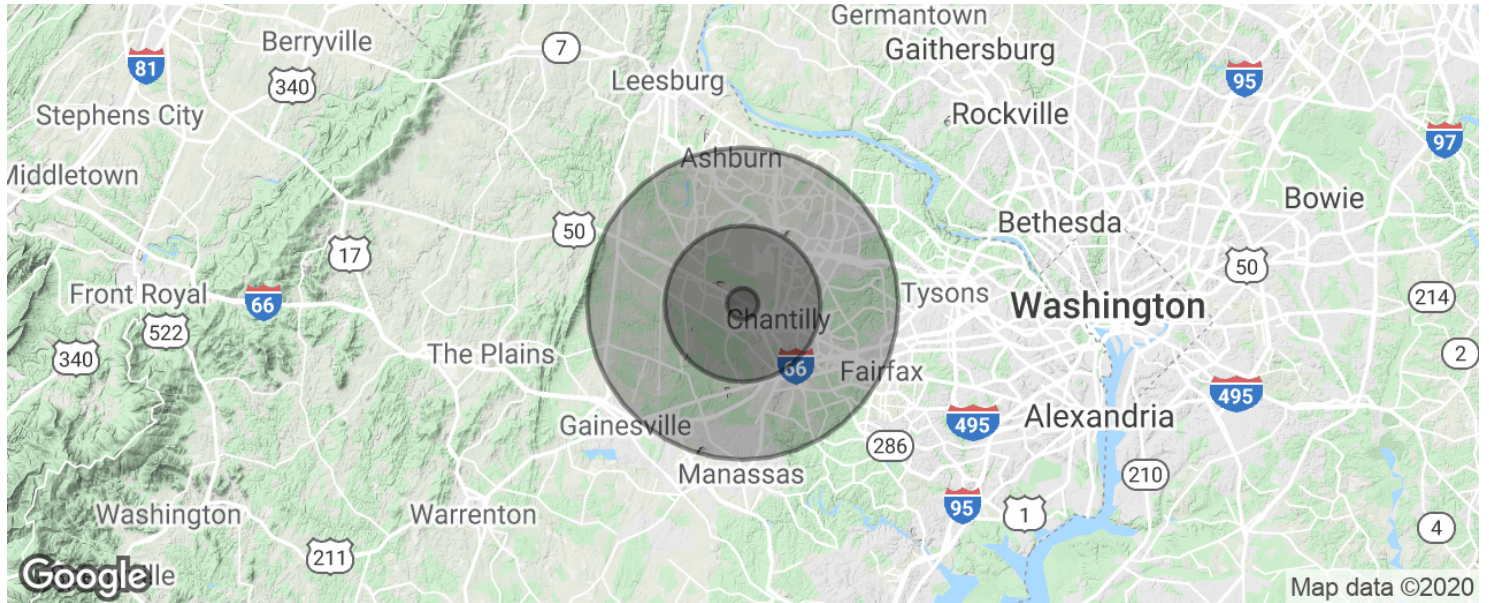 Germantown
Berryville
7
Gaithersburg
81
340
Leesburg
95
Stephens City
Rockville
97
Ashburn
Middletown
Bowie
Bethesda
50
17
50
Front Royal
66
Tysons
Washington
214
522
Chantilly
340
The Plains
66
Fairfax
2
495
Gainesville
495
Alexandria
286
Manassas
210
95
Washington
Warrenton
1
4
211
Google
Map data ©2020